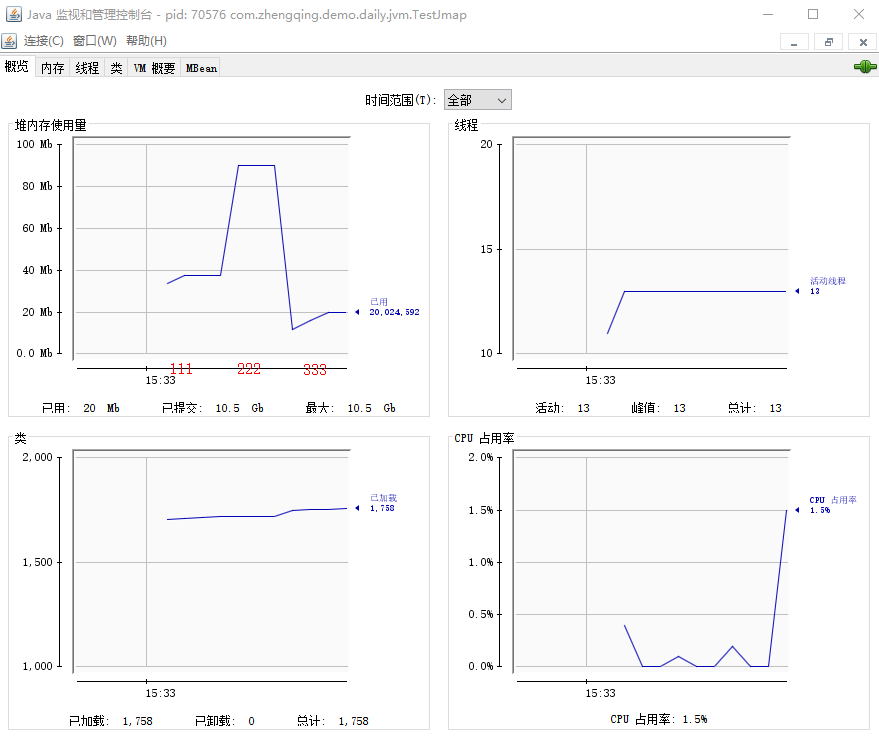 Java 监视和管理控制台 - pid: 70576 com.zhengqing.demo.daily.jvm.TestJmap
连接(C) 窗口(W) 帮助(H)
概览 内存 线程 类 VM 概要 MBean
时间范围(T): 全部
堆内存使用量
100 Mb
80 Mb
60 Mb
40 Mb
20 Mb
0.0 Mb
已用
20,024,592
111 222 333
15:33
已用: 20 Mb 已提交: 10.5 Gb 最大: 10.5 Gb
线程
20
15
10
活动线程
13
15:33
活动: 13 峰值: 13 总计: 13
类
2,000
1,500
1,000
已加载
1,758
15:33
已加载: 1,758 已卸载: 0 总计: 1,758
CPU 占用率
2.0%
1.5%
1.0%
0.5%
0.0%
CPU 占用率
1.5%
15:33
CPU 占用率: 1.5%